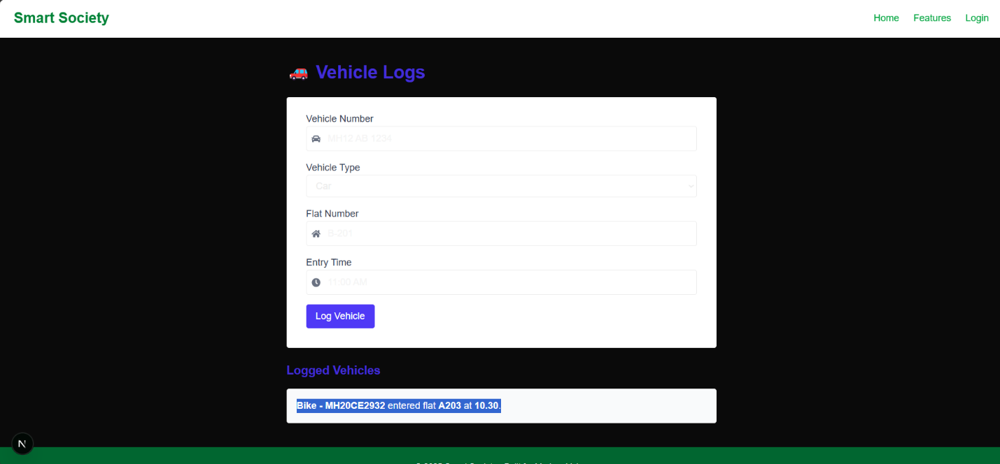 Smart Society
Home Features Login
Vehicle Logs
Vehicle Number
MH12 AB 1234
Vehicle Type
Car
Flat Number
B-201
Entry Time
11:00 AM
Log Vehicle
Logged Vehicles
Bike - MH20CE2932 entered flat A203 at 10.30.
N